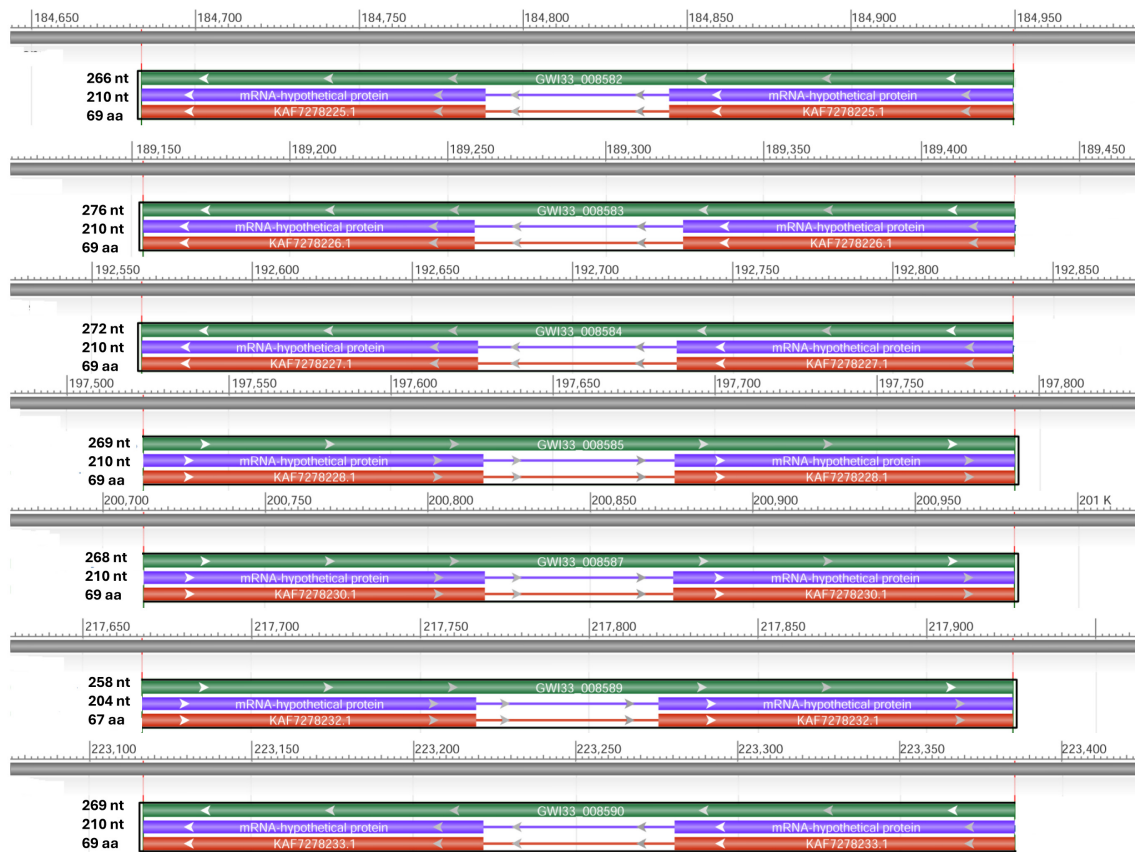 184,650 184,700 184,750 184,800 184,850 184,900 184,950
266 nt GWI33_008582
210 nt mRNA-hypothetical protein mRNA-hypothetical protein
69 aa KAF7278225.1 KAF7278225.1
189,150 189,200 189,250 189,300 189,350 189,400 189,450
276 nt GWI33_008583
210 nt mRNA-hypothetical protein mRNA-hypothetical protein
69 aa KAF7278226.1 KAF7278226.1
192,550 192,600 192,650 192,700 192,750 192,800 192,850
272 nt GWI33_008584
210 nt mRNA-hypothetical protein mRNA-hypothetical protein
69 aa KAF7278227.1 KAF7278227.1
197,500 197,550 197,600 197,650 197,700 197,750 197,800
269 nt GWI33_008585
210 nt mRNA-hypothetical protein mRNA-hypothetical protein
69 aa KAF7278228.1 KAF7278228.1
200,700 200,750 200,800 200,850 200,900 200,950 201 K
268 nt GWI33_008587
210 nt mRNA-hypothetical protein mRNA-hypothetical protein
69 aa KAF7278230.1 KAF7278230.1
217,650 217,700 217,750 217,800 217,850 217,900
258 nt GWI33_008589
204 nt mRNA-hypothetical protein mRNA-hypothetical protein
67 aa KAF7278232.1 KAF7278232.1
223,100 223,150 223,200 223,250 223,300 223,350 223,400
269 nt GWI33_008590
210 nt mRNA-hypothetical protein mRNA-hypothetical protein
69 aa KAF7278233.1 KAF7278233.1